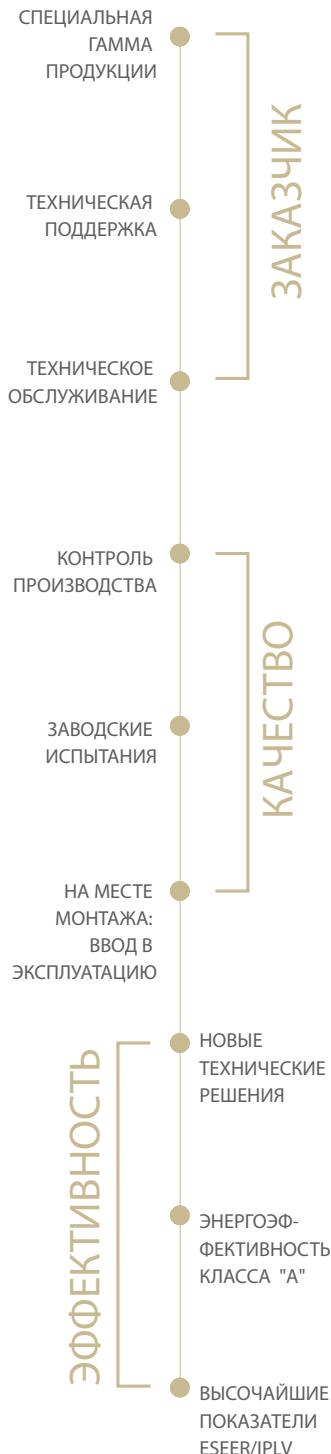 СПЕЦИАЛЬНАЯ
ГАММА
ПРОДУКЦИИ
ТЕХНИЧЕСКАЯ
ПОДДЕРЖКА
ТЕХНИЧЕСКОЕ
ОБСЛУЖИВАНИЕ
ЗАКАЗЧИК
КОНТРОЛЬ
ПРОИЗВОДСТВА
ЗАВОДСКИЕ
ИСПЫТАНИЯ
НА МЕСТЕ
МОНТАЖА:
ВВОД В
ЭКСПЛУАТАЦИЮ
КАЧЕСТВО
ЭФФЕКТИВНОСТЬ
НОВЫЕ
ТЕХНИЧЕСКИЕ
РЕШЕНИЯ
ЭНЕРГОЭФ-
ФЕКТИВНОСТЬ
КЛАССА "А"
ВЫСОЧАЙШИЕ
ПОКАЗАТЕЛИ
ESEER/IPLV